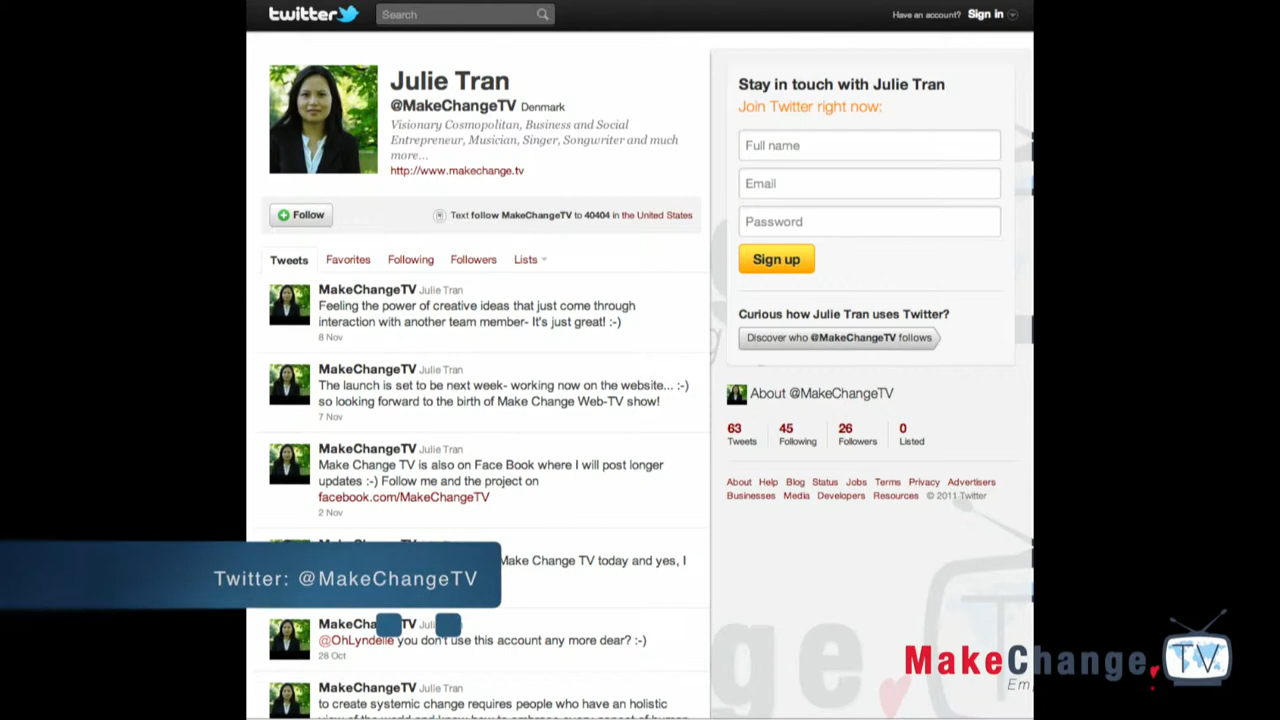 twitter
Search
Have an account? Sign in
Julie Tran
@MakeChangeTV Denmark
Visionary Cosmopolitan, Business and Social
Entrepreneur, Musician, Singer, Songwriter and much
more...
http://www.makechange.tv
Follow
Text follow MakeChangeTV to 40404 in the United States
Tweets Favorites Following Followers Lists
MakeChangeTV Julie Tran
Feeling the power of creative ideas that just come through
interaction with another team member- It's just great! :-)
8 Nov
MakeChangeTV Julie Tran
The launch is set to be next week- working now on the website... :-)
so looking forward to the birth of Make Change Web-TV show!
7 Nov
MakeChangeTV Julie Tran
Make Change TV is also on Face Book where I will post longer
updates :-) Follow me and the project on
facebook.com/MakeChangeTV
2 Nov
Make Change TV today and yes, I
Twitter: @MakeChangeTV
MakeCha TV Julie
@OhLyndelle you don't use this account any more dear? :-)
28 Oct
MakeChangeTV Julie Tran
to create systemic change requires people who have an holistic
Stay in touch with Julie Tran
Join Twitter right now:
Full name
Email
Password
Sign up
Curious how Julie Tran uses Twitter?
Discover who @MakeChangeTV follows
About @MakeChangeTV
63 45 26 0
Tweets Following Followers Listed
About Help Blog Status Jobs Terms Privacy Advertisers
Businesses Media Developers Resources © 2011 Twitter
ge.
MakeChange.TV
Em